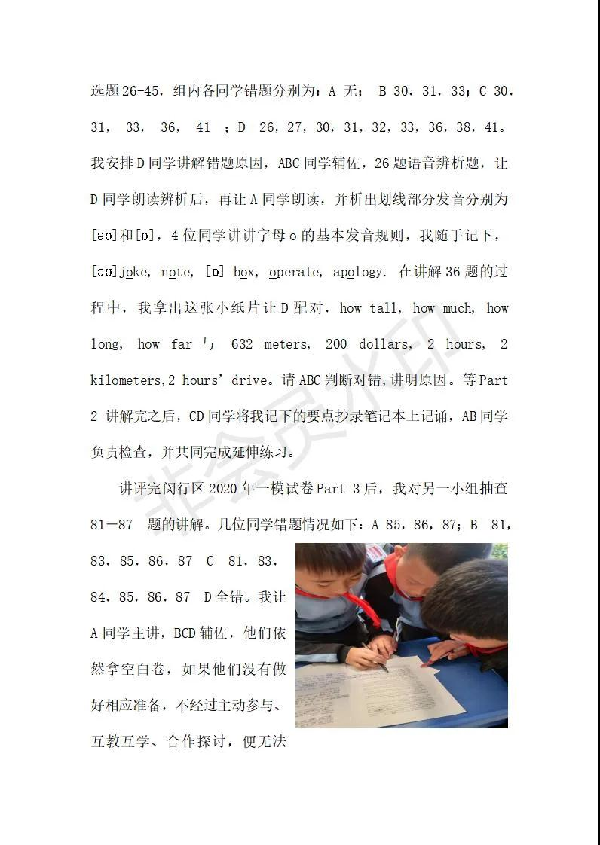 选题26-45，组内各同学错题分别为：A 无； B 30，31，33；C 30，
31， 33， 36， 41 ；D 26，27，30，31，32，33，36，38，41。
我安排D同学讲解错题原因，ABC同学辅佐，26题语音辨析题，让
D同学朗读辨析后，再让A同学朗读，并析出划线部分发音分别为
[əʊ]和[ɒ]，4位同学讲讲字母o的基本发音规则，我随手记下，
[əʊ]joke, note, [ɒ] box, operate, apology. 在讲解36题的过
程中，我拿出这张小纸片让D配对，how tall, how much, how
long, how far ; 632 meters, 200 dollars, 2 hours, 2
kilometers,2 hours’ drive。请ABC判断对错,讲明原因。等Part
2 讲解完之后，CD同学将我记下的要点抄录笔记本上记诵，AB同学
负责检查，并共同完成延伸练习。
讲评完闵行区2020年一模试卷Part 3后，我对另一小组抽查
81—87 题的讲解。几位同学错题情况如下：A 85，86，87；B 81，
83，85，86，87 C 81，83，
84，85，86，87 D全错。我让
A同学主讲，BCD辅佐，他们依
然拿空白卷，如果他们没有做
好相应准备，不经过主动参与、
互教互学、合作探讨，便无法
非会员水印